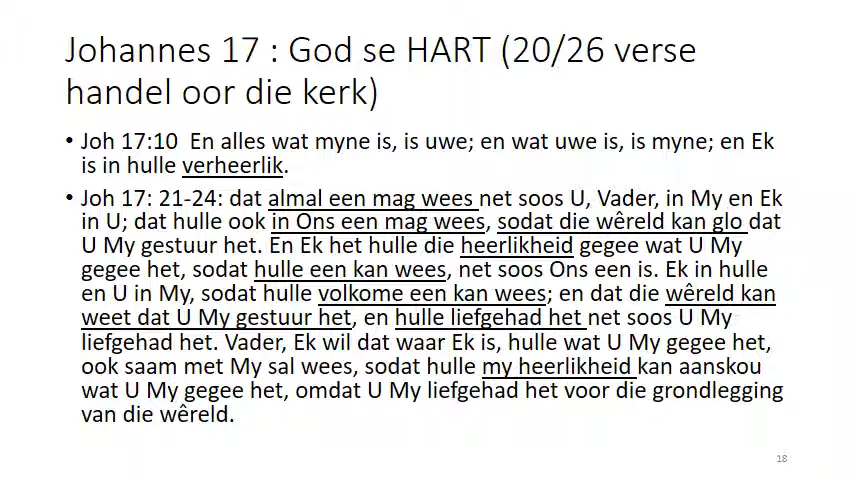 Johannes 17 : God se HART (20/26 verse
handel oor die kerk)
• Joh 17:10 En alles wat myne is, is uwe; en wat uwe is, is myne; en Ek
is in hulle verheerlik.
• Joh 17: 21-24: dat almal een mag wees net soos U, Vader, in My en Ek
in U; dat hulle ook in Ons een mag wees, sodat die wêreld kan glo dat
U My gestuur het. En Ek het hulle die heerlikheid gegee wat U My
gegee het, sodat hulle een kan wees, net soos Ons een is. Ek in hulle
en U in My, sodat hulle volkome een kan wees; en dat die wêreld kan
weet dat U My gestuur het, en hulle liefgehad het net soos U My
liefgehad het. Vader, Ek wil dat waar Ek is, hulle wat U My gegee het,
ook saam met My sal wees, sodat hulle my heerlikheid kan aanskou
wat U My gegee het, omdat U My liefgehad het voor die grondlegging
van die wêreld.
18